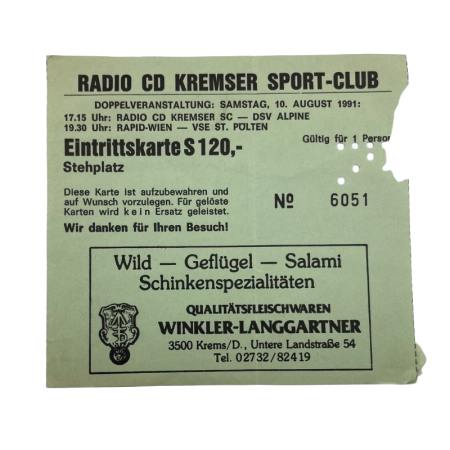 RADIO CD KREMSER SPORT-CLUB
DOPPELVERANSTALTUNG: SAMSTAG, 10. AUGUST 1991:
17.15 Uhr: RADIO CD KREMSER SC — DSV ALPINE
19.30 Uhr: RAPID-WIEN — VSE ST. PÖLTEN
Eintrittskarte S 120,-
Gültig für 1 Person
Stehplatz
Diese Karte ist aufzubewahren und
auf Wunsch vorzulegen. Für gelöste
Karten wird kein Ersatz geleistet.
Nº 6051
Wir danken für Ihren Besuch!
Wild — Geflügel — Salami
Schinkenspezialitäten
QUALITÄTSFLEISCHWAREN
WINKLER-LANGGARTNER
3500 Krems/D., Untere Landstraße 54
Tel. 02732/82419